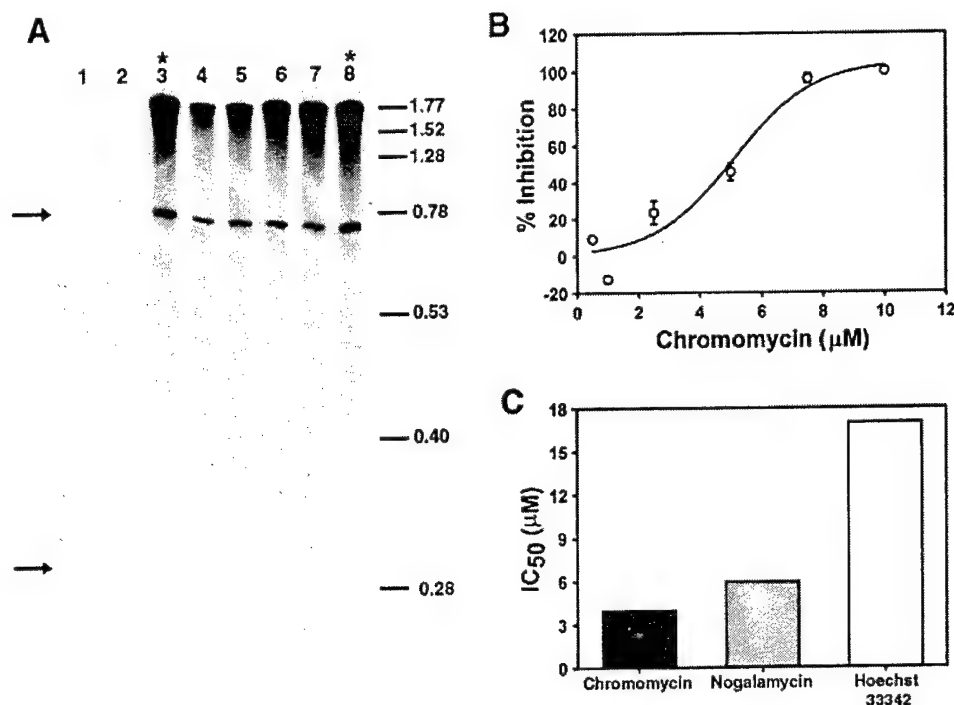 A
* *
1 2 3 4 5 6 7 8
1.77
1.52
1.28
0.78
0.53
0.40
0.28
B
% Inhibition
120
100
80
60
40
20
0
-20
0 2 4 6 8 10 12
Chromomycin (μM)
C
IC50 (μM)
18
15
12
9
6
3
0
Chromomycin Nogalamycin Hoechst
33342